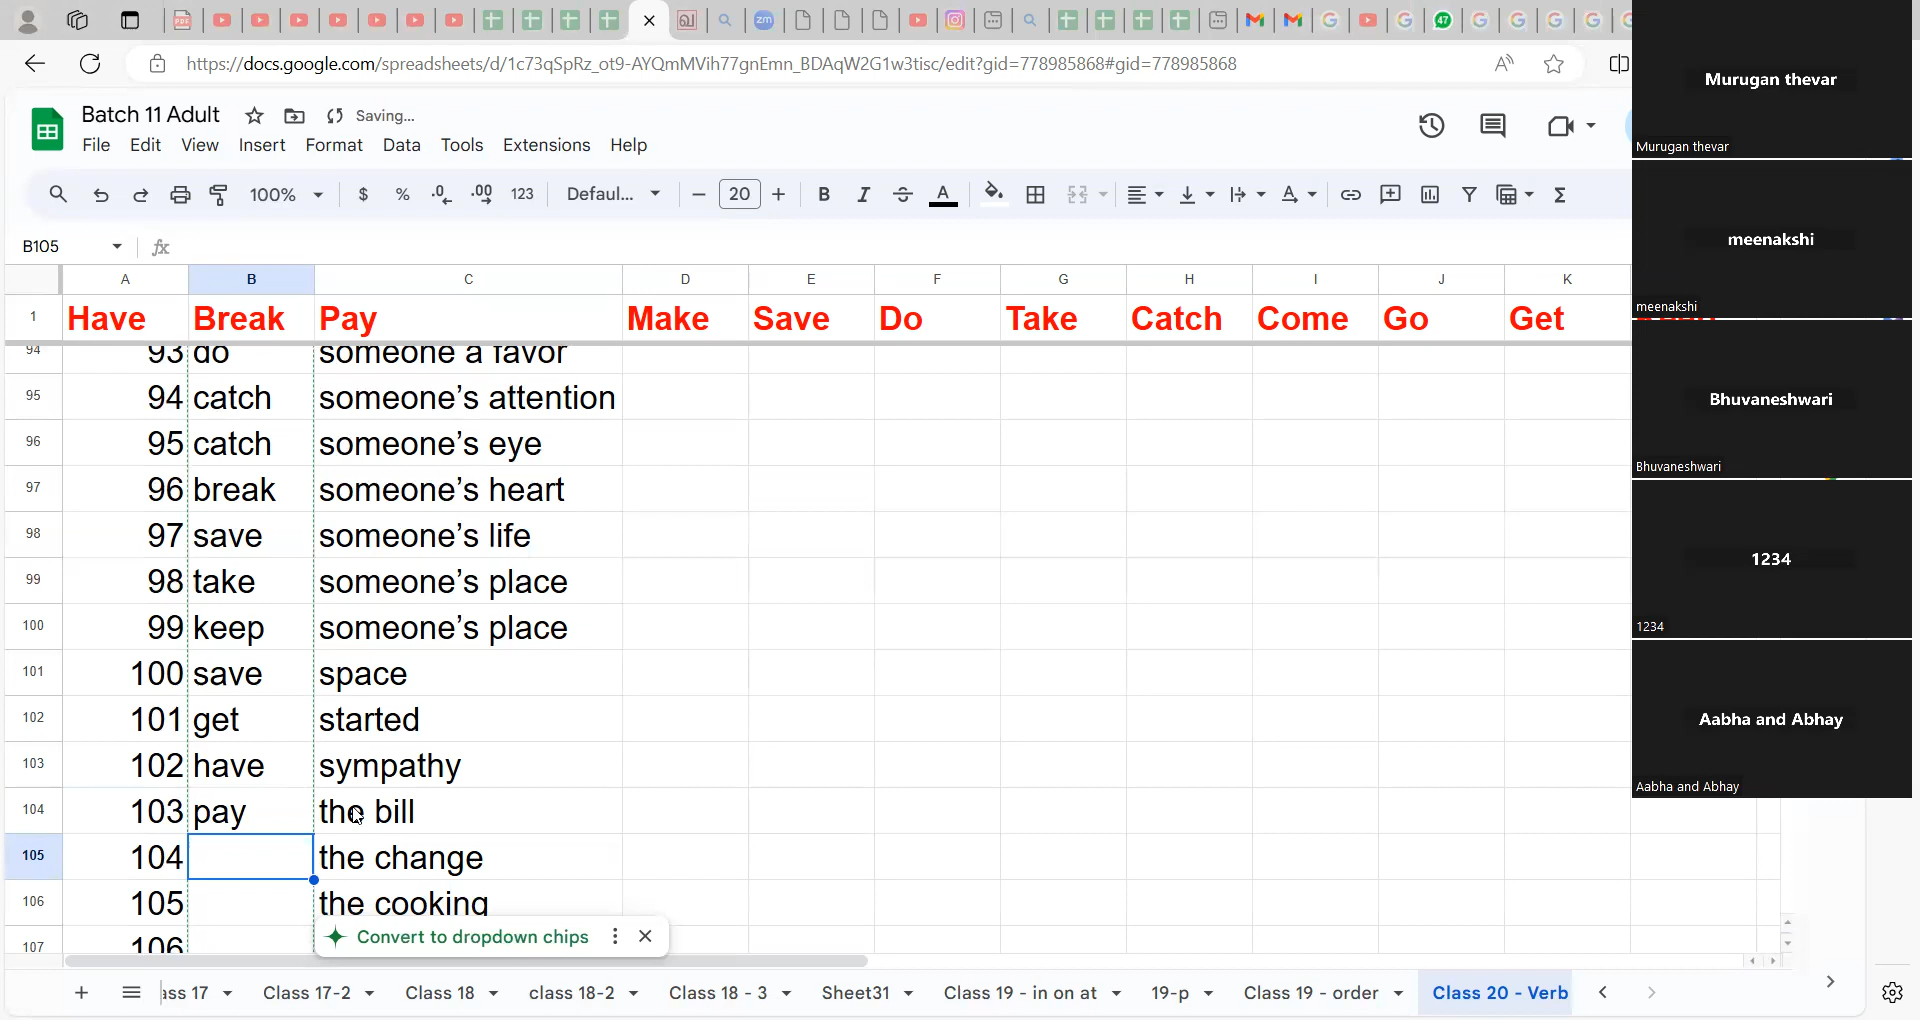 https://docs.google.com/spreadsheets/d/1c73qSpRz_ot9-AYQmMVih77gnEmn_BDAqW2G1w3tisc/edit?gid=778985868#gid=778985868
Batch 11 Adult
Saving...
File Edit View Insert Format Data Tools Extensions Help
100% $ % .0 .00 123 Defaul... 20
B105
A B C D E F G H I J K
1 Have Break Pay Make Save Do Take Catch Come Go Get
94 93 do someone a favor
95 94 catch someone’s attention
96 95 catch someone’s eye
97 96 break someone’s heart
98 97 save someone’s life
99 98 take someone’s place
100 99 keep someone’s place
101 100 save space
102 101 get started
103 102 have sympathy
104 103 pay the bill
105 104 the change
106 105 the cooking
107 106
Convert to dropdown chips
ass 17 Class 17-2 Class 18 class 18-2 Class 18 - 3 Sheet31 Class 19 - in on at 19-p Class 19 - order Class 20 - Verb
Murugan thevar
Murugan thevar
meenakshi
meenakshi
Bhuvaneshwari
Bhuvaneshwari
1234
1234
Aabha and Abhay
Aabha and Abhay